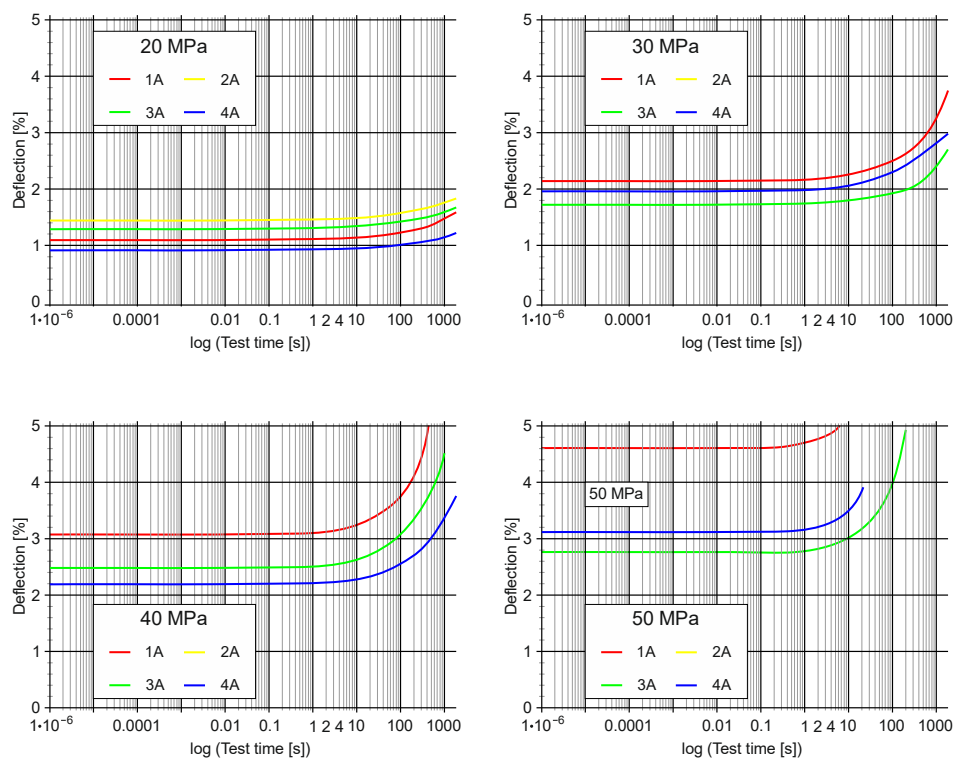 5
4
3
2
1
0
Deflection [%]
20 MPa
1A 2A
3A 4A
1•10⁻⁶ 0.0001 0.01 0.1 1 2 4 10 100 1000
log (Test time [s])
5
4
3
2
1
0
Deflection [%]
30 MPa
1A 2A
3A 4A
1•10⁻⁶ 0.0001 0.01 0.1 1 2 4 10 100 1000
log (Test time [s])
5
4
3
2
1
0
Deflection [%]
40 MPa
1A 2A
3A 4A
1•10⁻⁶ 0.0001 0.01 0.1 1 2 4 10 100 1000
log (Test time [s])
5
4
3
2
1
0
Deflection [%]
50 MPa
50 MPa
1A 2A
3A 4A
1•10⁻⁶ 0.0001 0.01 0.1 1 2 4 10 100 1000
log (Test time [s])